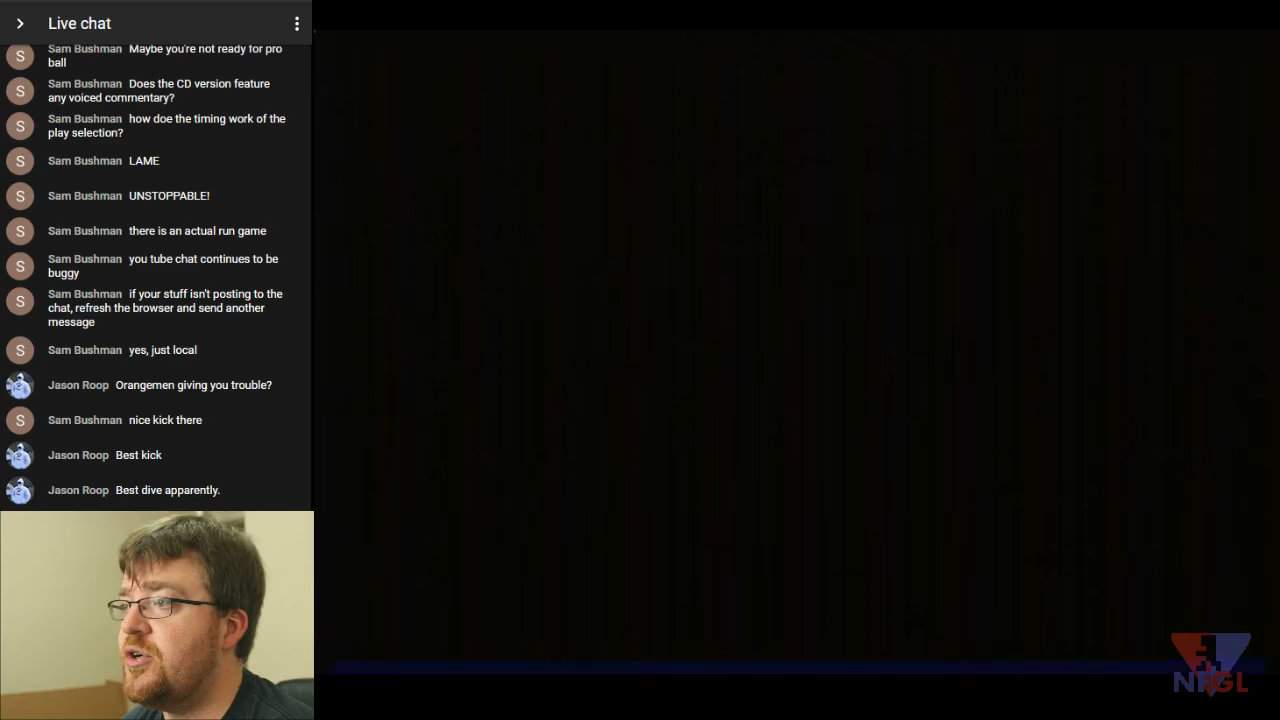 Live chat
Sam Bushman Maybe you're not ready for pro
ball
Sam Bushman Does the CD version feature
any voiced commentary?
Sam Bushman how doe the timing work of the
play selection?
Sam Bushman LAME
Sam Bushman UNSTOPPABLE!
Sam Bushman there is an actual run game
Sam Bushman you tube chat continues to be
buggy
Sam Bushman if your stuff isn't posting to the
chat, refresh the browser and send another
message
Sam Bushman yes, just local
Jason Roop Orangemen giving you trouble?
Sam Bushman nice kick there
Jason Roop Best kick
Jason Roop Best dive apparently.
S
S
S
S
S
S
S
S
S
S
NFGL